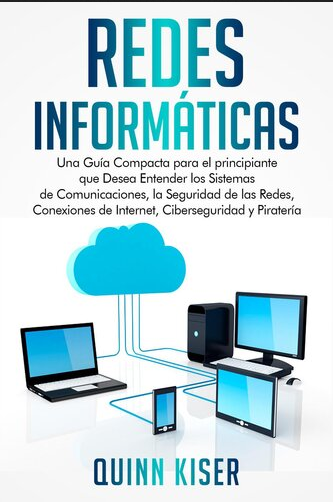 REDES
INFORMÁTICAS
Una Guía Compacta para el principiante
que Desea Entender los Sistemas
de Comunicaciones, la Seguridad de las Redes,
Conexiones de Internet, Ciberseguridad y Piratería
QUINN KISER